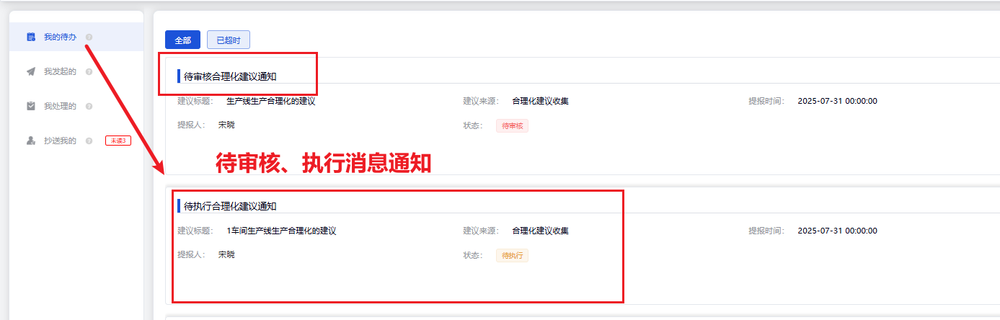 我的待办
我发起的
我处理的
抄送我的 未读3
全部 已超时
待审核合理化建议通知
建议标题： 生产线生产合理化的建议 建议来源： 合理化建议收集 提报时间： 2025-07-31 00:00:00
提报人： 宋晓 状态： 待审核
待审核、执行消息通知
待执行合理化建议通知
建议标题： 1车间生产线生产合理化的建议 建议来源： 合理化建议收集 提报时间： 2025-07-31 00:00:00
提报人： 宋晓 状态： 待执行